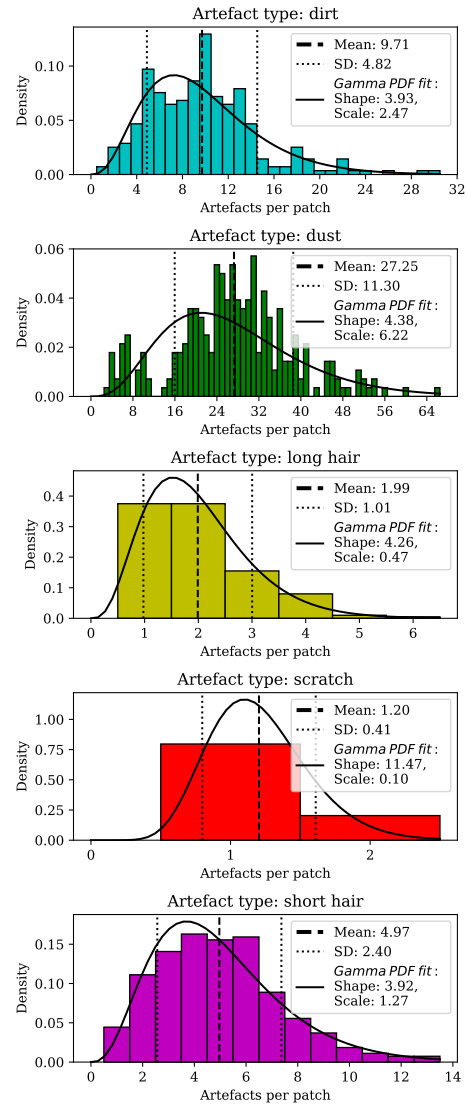 Artefact type: dirt
Density
0.10
0.05
0.00
Mean: 9.71
SD: 4.82
Gamma PDF fit :
Shape: 3.93,
Scale: 2.47
0 4 8 12 16 20 24 28 32
Artefacts per patch
Artefact type: dust
Density
0.06
0.04
0.02
0.00
Mean: 27.25
SD: 11.30
Gamma PDF fit :
Shape: 4.38,
Scale: 6.22
0 8 16 24 32 40 48 56 64
Artefacts per patch
Artefact type: long hair
Density
0.4
0.3
0.2
0.1
0.0
Mean: 1.99
SD: 1.01
Gamma PDF fit :
Shape: 4.26,
Scale: 0.47
0 1 2 3 4 5 6
Artefacts per patch
Artefact type: scratch
Density
1.00
0.75
0.50
0.25
0.00
Mean: 1.20
SD: 0.41
Gamma PDF fit :
Shape: 11.47,
Scale: 0.10
0 1 2
Artefacts per patch
Artefact type: short hair
Density
0.15
0.10
0.05
0.00
Mean: 4.97
SD: 2.40
Gamma PDF fit :
Shape: 3.92,
Scale: 1.27
0 2 4 6 8 10 12 14
Artefacts per patch